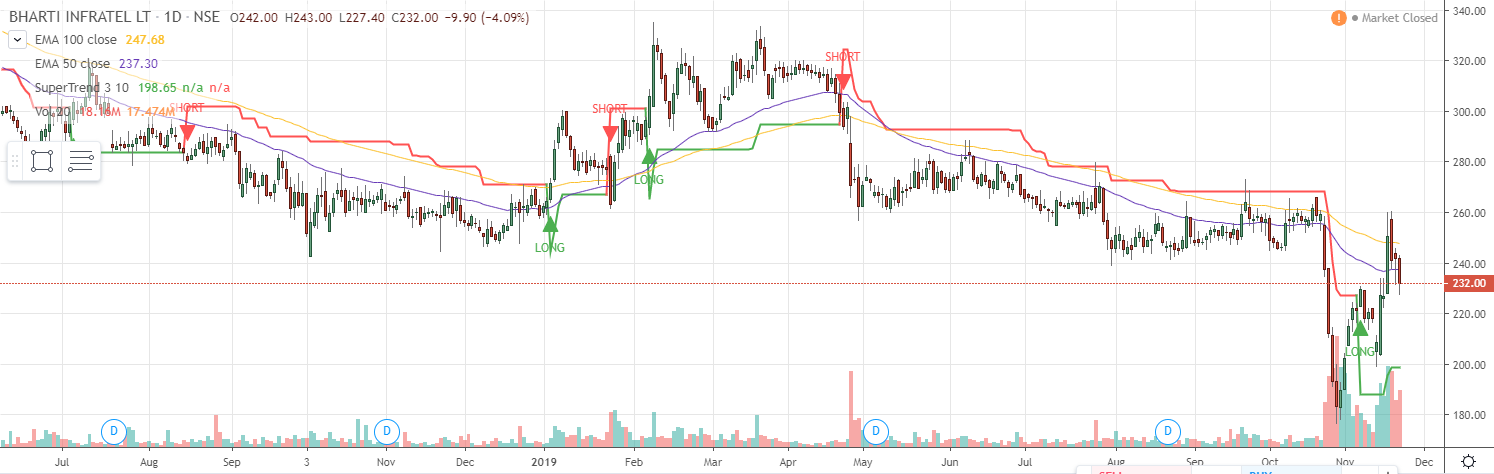 BHARTI INFRATEL LT · 1D · NSE O242.00 H243.00 L227.40 C232.00 −9.90 (−4.09%)
! Market Closed
EMA 100 close 247.68
EMA 50 close 237.30
SuperTrend 3 10 198.65 n/a n/a
Vol 20 18.16M 17.474M
SHORT
SHORT
SHORT
LONG
LONG
LONG
340.00
320.00
300.00
280.00
260.00
240.00
232.00
220.00
200.00
180.00
D D D D
Jul Aug Sep 3 Nov Dec 2019 Feb Mar Apr May Jun Jul Aug Sep Oct Nov Dec
SELL BUY